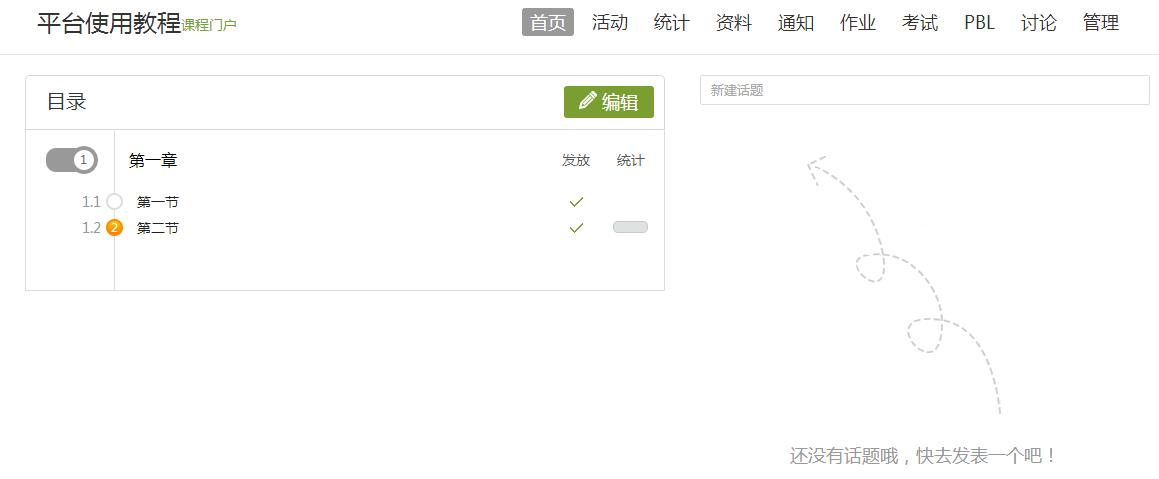 平台使用教程课程门户
首页 活动 统计 资料 通知 作业 考试 PBL 讨论 管理
目录 编辑
新建话题
1 第一章 发放 统计
1.1 第一节
1.2 2 第二节
还没有话题哦，快去发表一个吧！